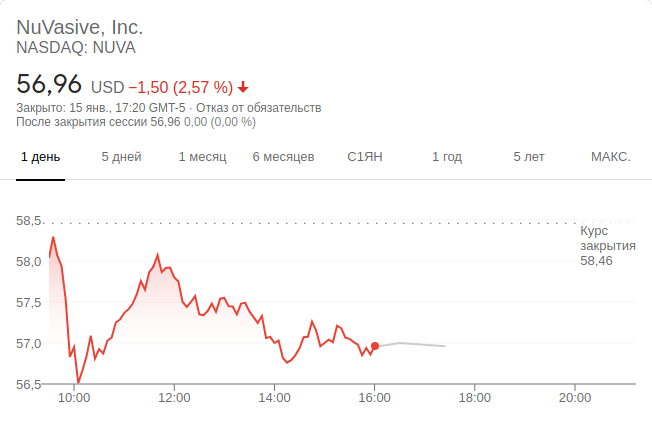 NuVasive, Inc.
NASDAQ: NUVA
56,96 USD −1,50 (2,57 %)
Закрыто: 15 янв., 17:20 GMT-5 · Отказ от обязательств
После закрытия сессии 56,96 0,00 (0,00 %)
1 день 5 дней 1 месяц 6 месяцев С1ЯН 1 год 5 лет МАКС.
58,5
Курс
закрытия
58,46
58,0
57,5
57,0
56,5
10:00 12:00 14:00 16:00 18:00 20:00